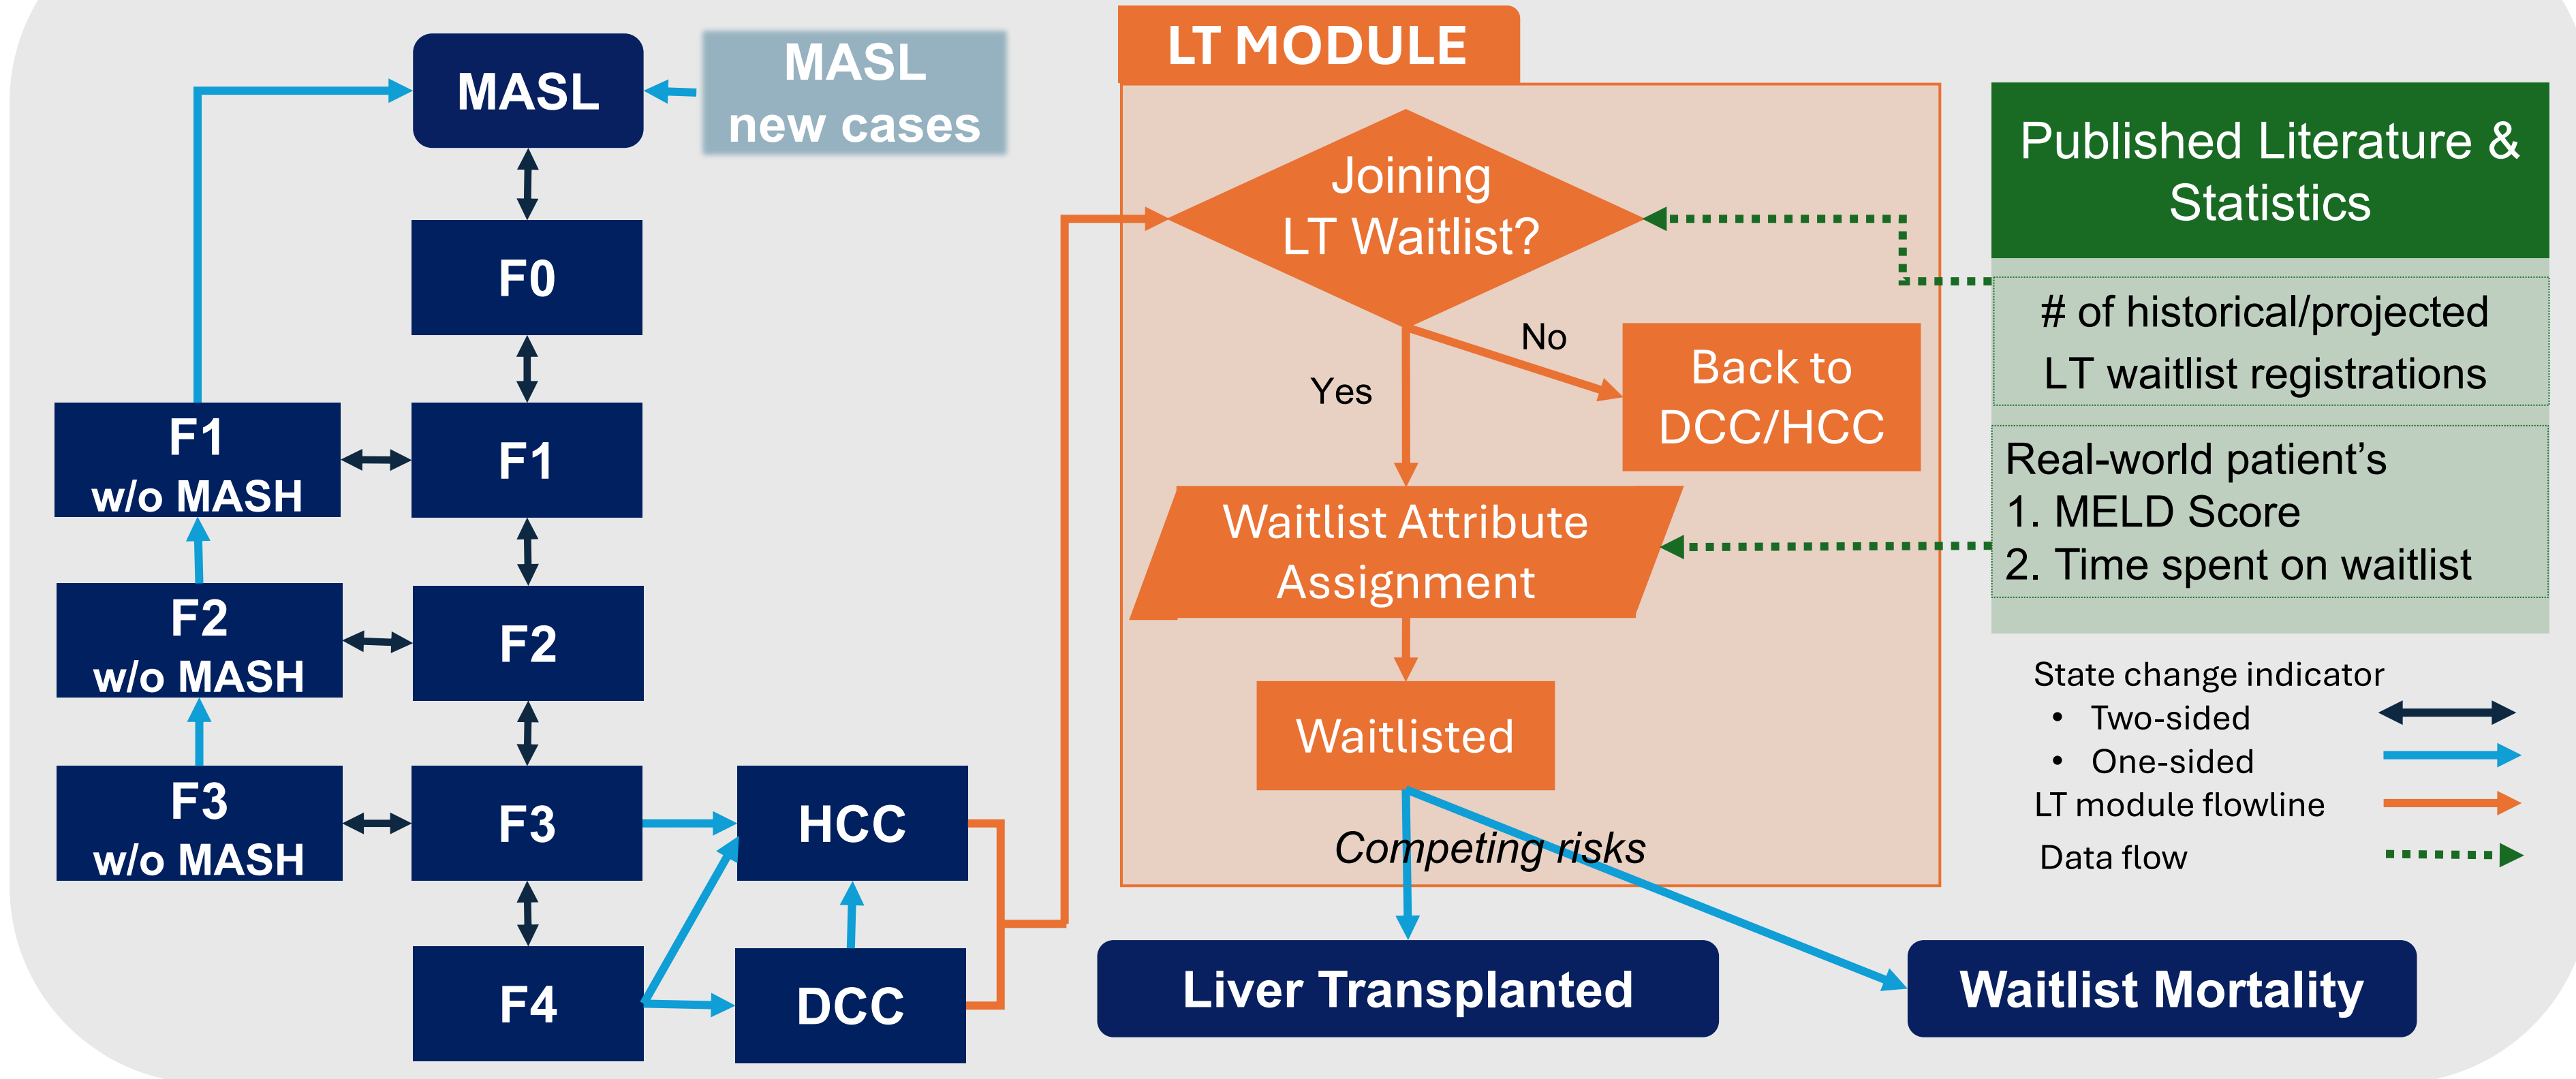 MASL
MASL
new cases
F0
F1
w/o MASH
F1
F2
w/o MASH
F2
F3
w/o MASH
F3
HCC
F4
DCC
LT MODULE
Joining
LT Waitlist?
No
Yes
Back to
DCC/HCC
Waitlist Attribute
Assignment
Waitlisted
Competing risks
Liver Transplanted
Waitlist Mortality
Published Literature &
Statistics
# of historical/projected
LT waitlist registrations
Real-world patient’s
1. MELD Score
2. Time spent on waitlist
State change indicator
• Two-sided
• One-sided
LT module flowline
Data flow